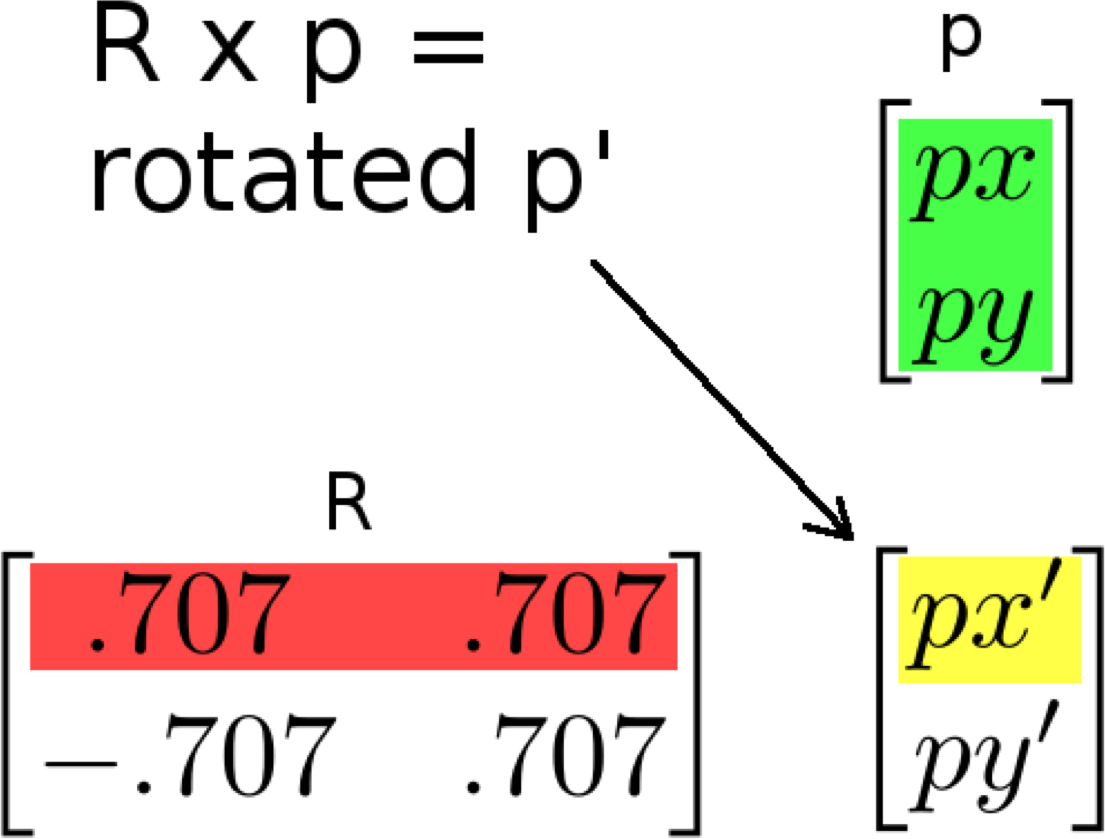 R x p =
rotated p'
p
px
py
R
.707 .707
-.707 .707
px′
py′